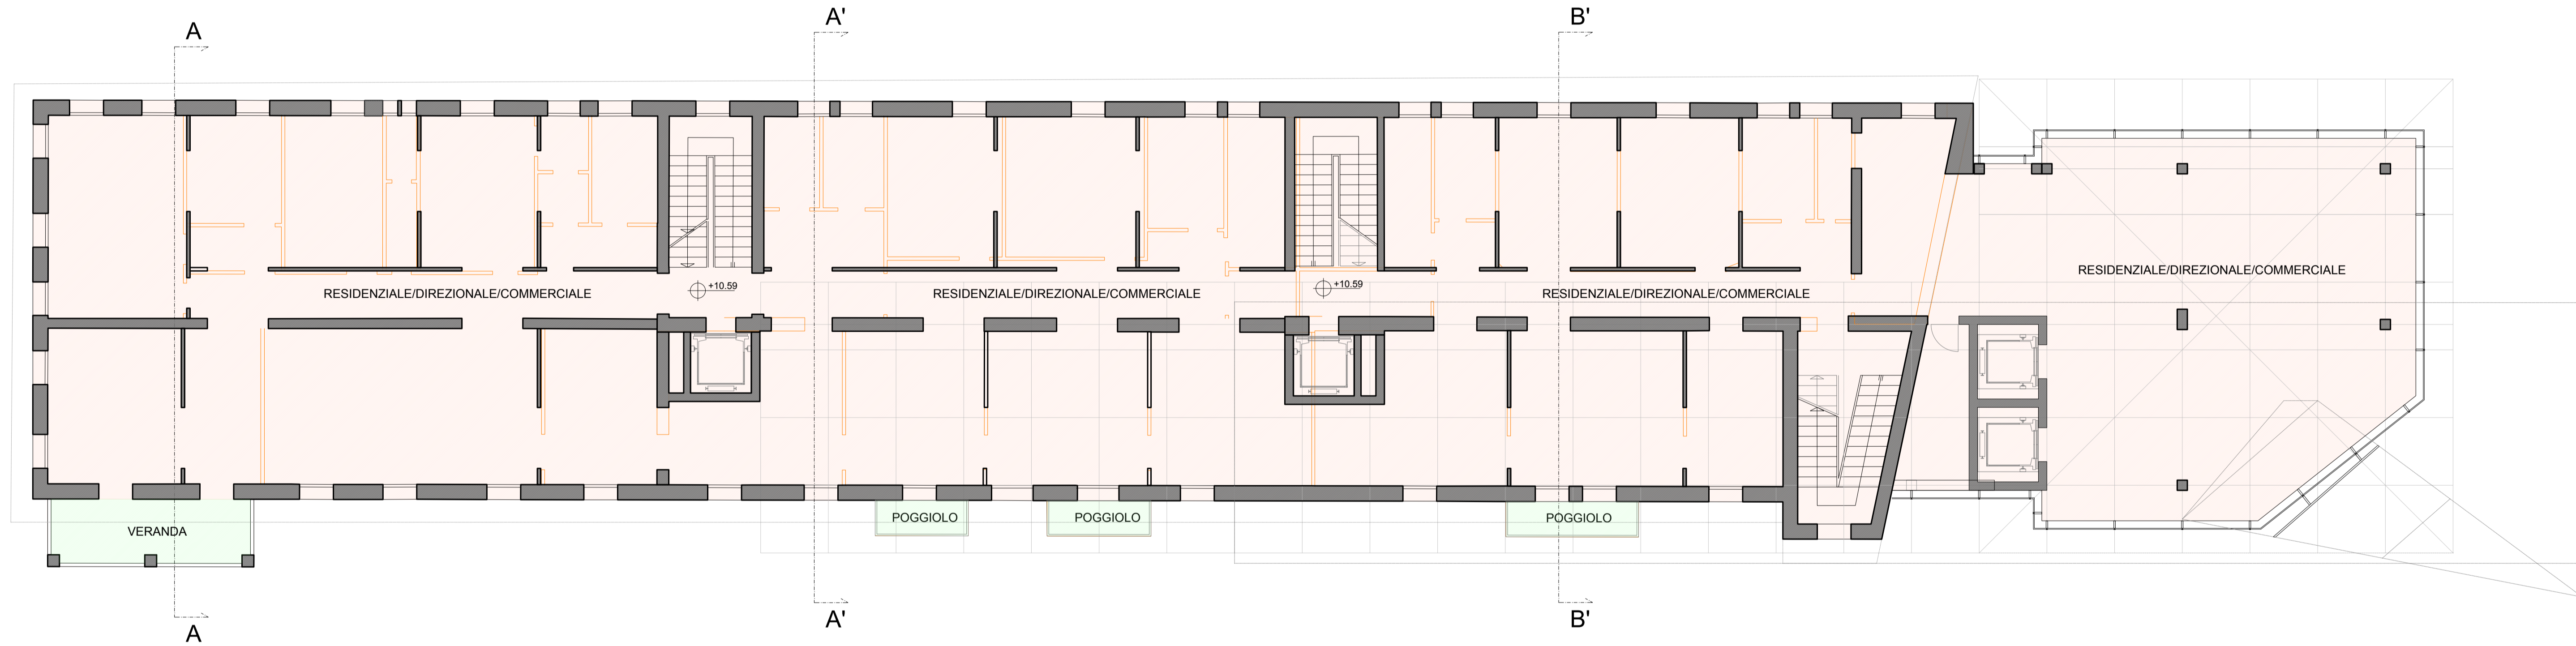 A
A'
B'
RESIDENZIALE/DIREZIONALE/COMMERCIALE
+10.59
RESIDENZIALE/DIREZIONALE/COMMERCIALE
+10.59
RESIDENZIALE/DIREZIONALE/COMMERCIALE
RESIDENZIALE/DIREZIONALE/COMMERCIALE
VERANDA
POGGIOLO
POGGIOLO
POGGIOLO
A
A'
B'